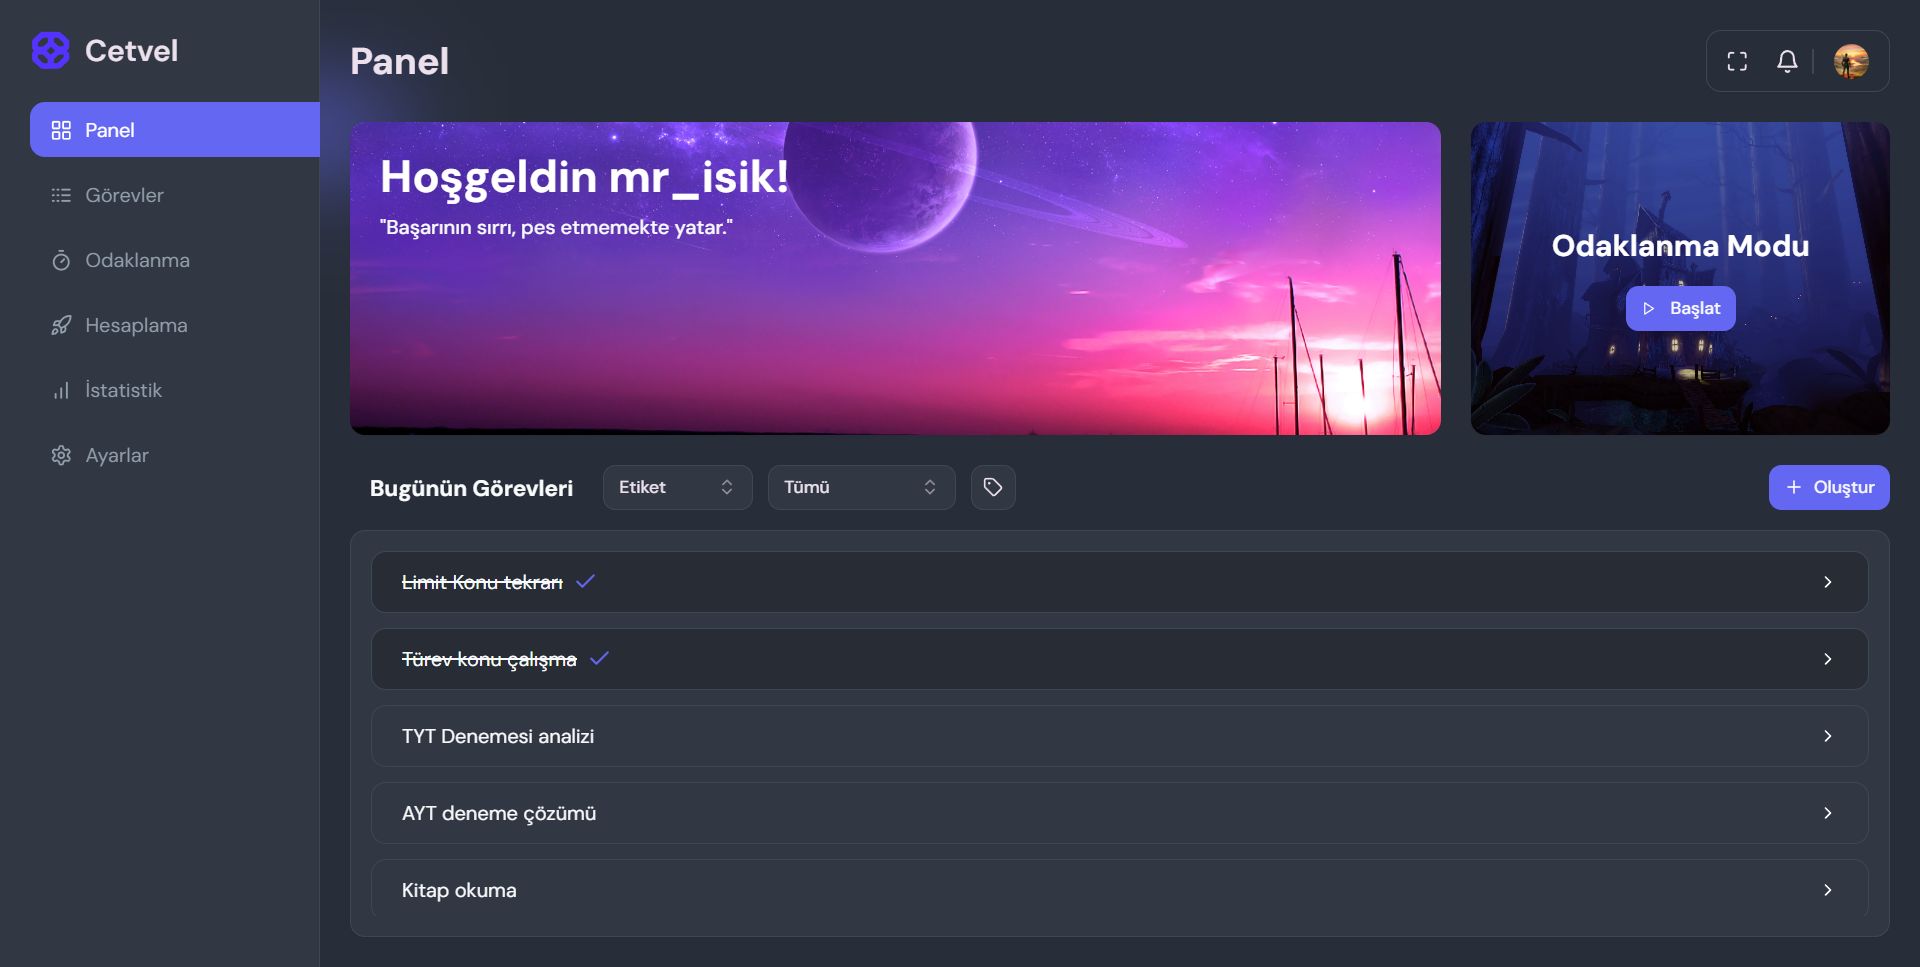 Cetvel
Panel
Görevler
Odaklanma
Hesaplama
İstatistik
Ayarlar
Panel
Hoşgeldin mr_isik!
"Başarının sırrı, pes etmemekte yatar."
Odaklanma Modu
Başlat
Bugünün Görevleri
Etiket
Tümü
Oluştur
Limit Konu tekrarı
Türev konu çalışma
TYT Denemesi analizi
AYT deneme çözümü
Kitap okuma